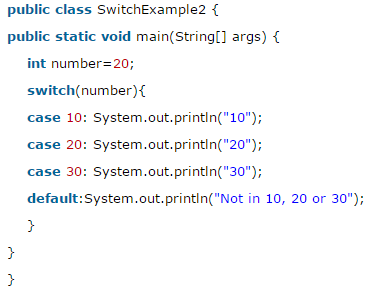 public class SwitchExample2 {
public static void main(String[] args) {
int number=20;
switch(number){
case 10: System.out.println("10");
case 20: System.out.println("20");
case 30: System.out.println("30");
default:System.out.println("Not in 10, 20 or 30");
}
}
}